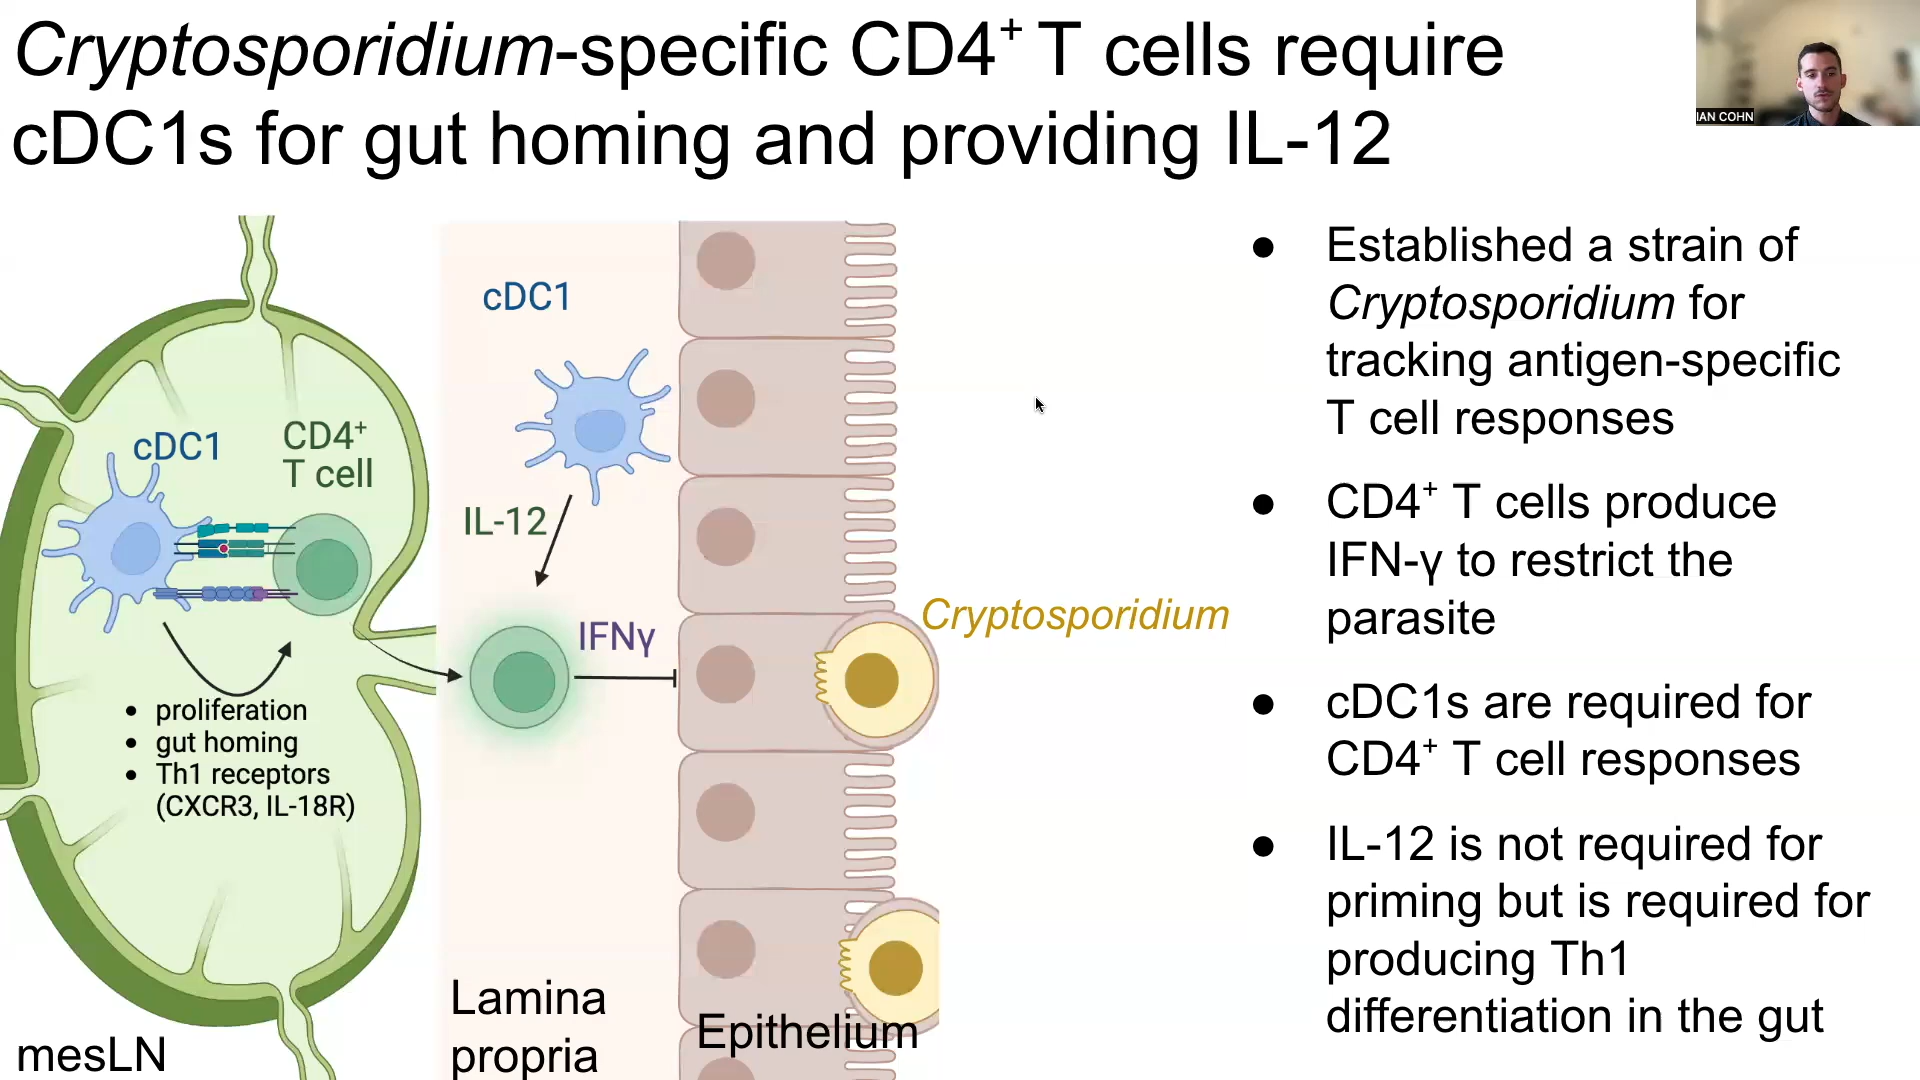 Cryptosporidium-specific CD4⁺ T cells require
cDC1s for gut homing and providing IL-12
IAN COHN
cDC1
CD4⁺
T cell
• proliferation
• gut homing
• Th1 receptors
(CXCR3, IL-18R)
mesLN
cDC1
IL-12
IFNγ
Lamina
propria
Epithelium
Cryptosporidium
● Established a strain of
Cryptosporidium for
tracking antigen-specific
T cell responses
● CD4⁺ T cells produce
IFN-γ to restrict the
parasite
● cDC1s are required for
CD4⁺ T cell responses
● IL-12 is not required for
priming but is required for
producing Th1
differentiation in the gut